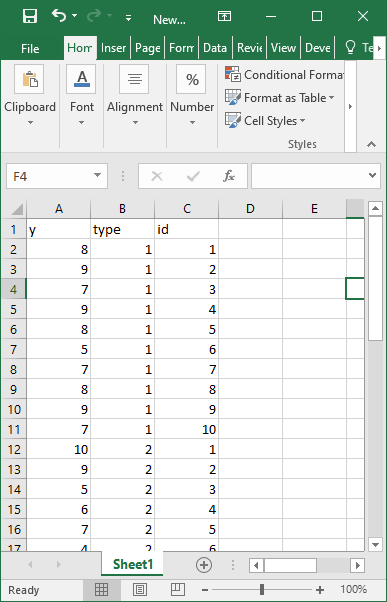 New...
File Hom Inser Page Form Data Revie View Deve Te
Clipboard Font Alignment Number
Conditional Forma
Format as Table
Cell Styles
Styles
F4 fx
A B C D E
1 y type id
2 8 1 1
3 9 1 2
4 7 1 3
5 9 1 4
6 8 1 5
7 5 1 6
8 7 1 7
9 8 1 8
10 9 1 9
11 7 1 10
12 10 2 1
13 9 2 2
14 5 2 3
15 6 2 4
16 7 2 5
17 4 2 6
Sheet1
Ready 100%